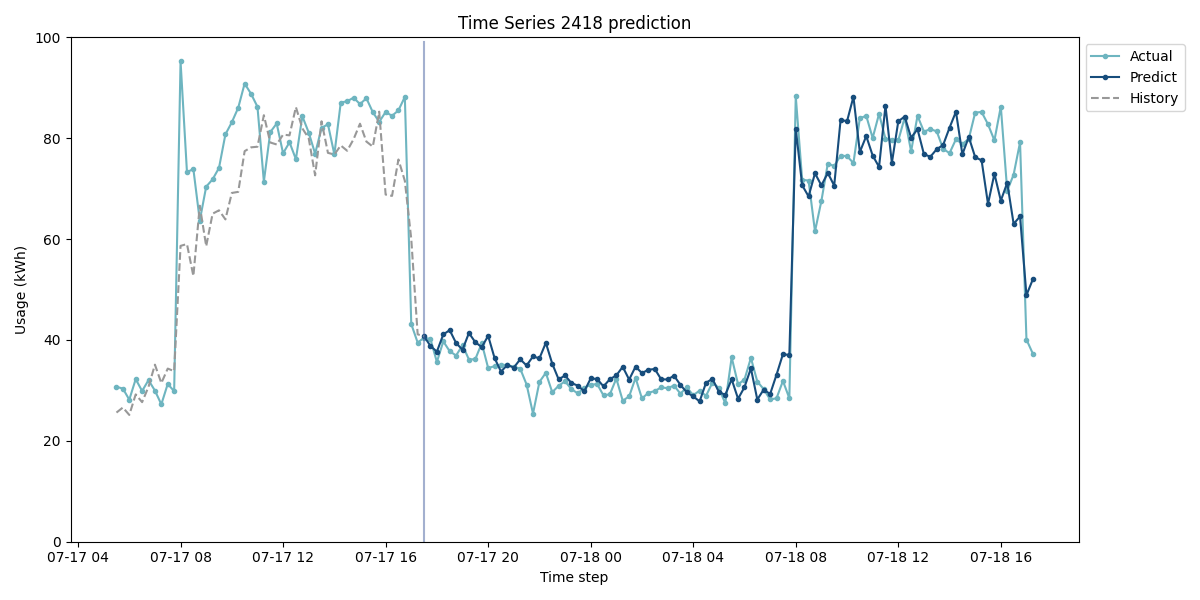 Time Series 2418 prediction
100
80
60
40
20
0
Usage (kWh)
07-17 04 07-17 08 07-17 12 07-17 16 07-17 20 07-18 00 07-18 04 07-18 08 07-18 12 07-18 16
Time step
Actual
Predict
History